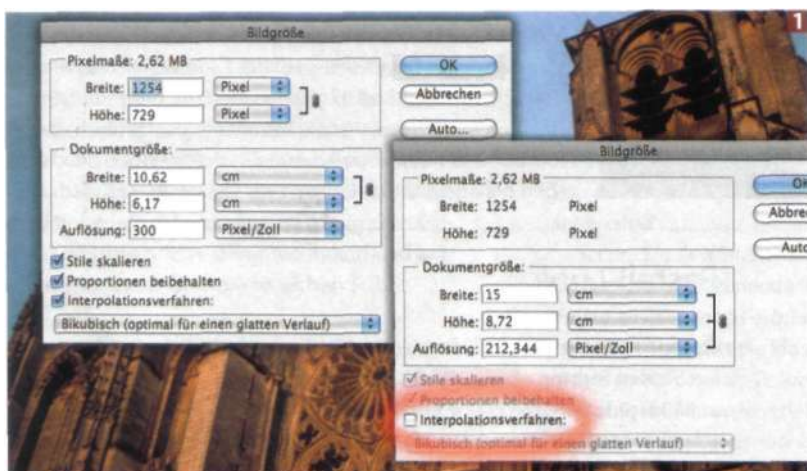 1
Bildgröße
Pixelmaße: 2,62 MB
Breite: 1254 Pixel
Höhe: 729 Pixel
Dokumentgröße:
Breite: 10,62 cm
Höhe: 6,17 cm
Auflösung: 300 Pixel/Zoll
Stile skalieren
Proportionen beibehalten
Interpolationsverfahren:
Bikubisch (optimal für einen glatten Verlauf)
OK
Abbrechen
Auto...
Bildgröße
Pixelmaße: 2,62 MB
Breite: 1254 Pixel
Höhe: 729 Pixel
Dokumentgröße:
Breite: 15 cm
Höhe: 8,72 cm
Auflösung: 212,344 Pixel/Zoll
Stile skalieren
Proportionen beibehalten
Interpolationsverfahren:
Bikubisch (optimal für einen glatten Verlauf)
Abbre
Auto